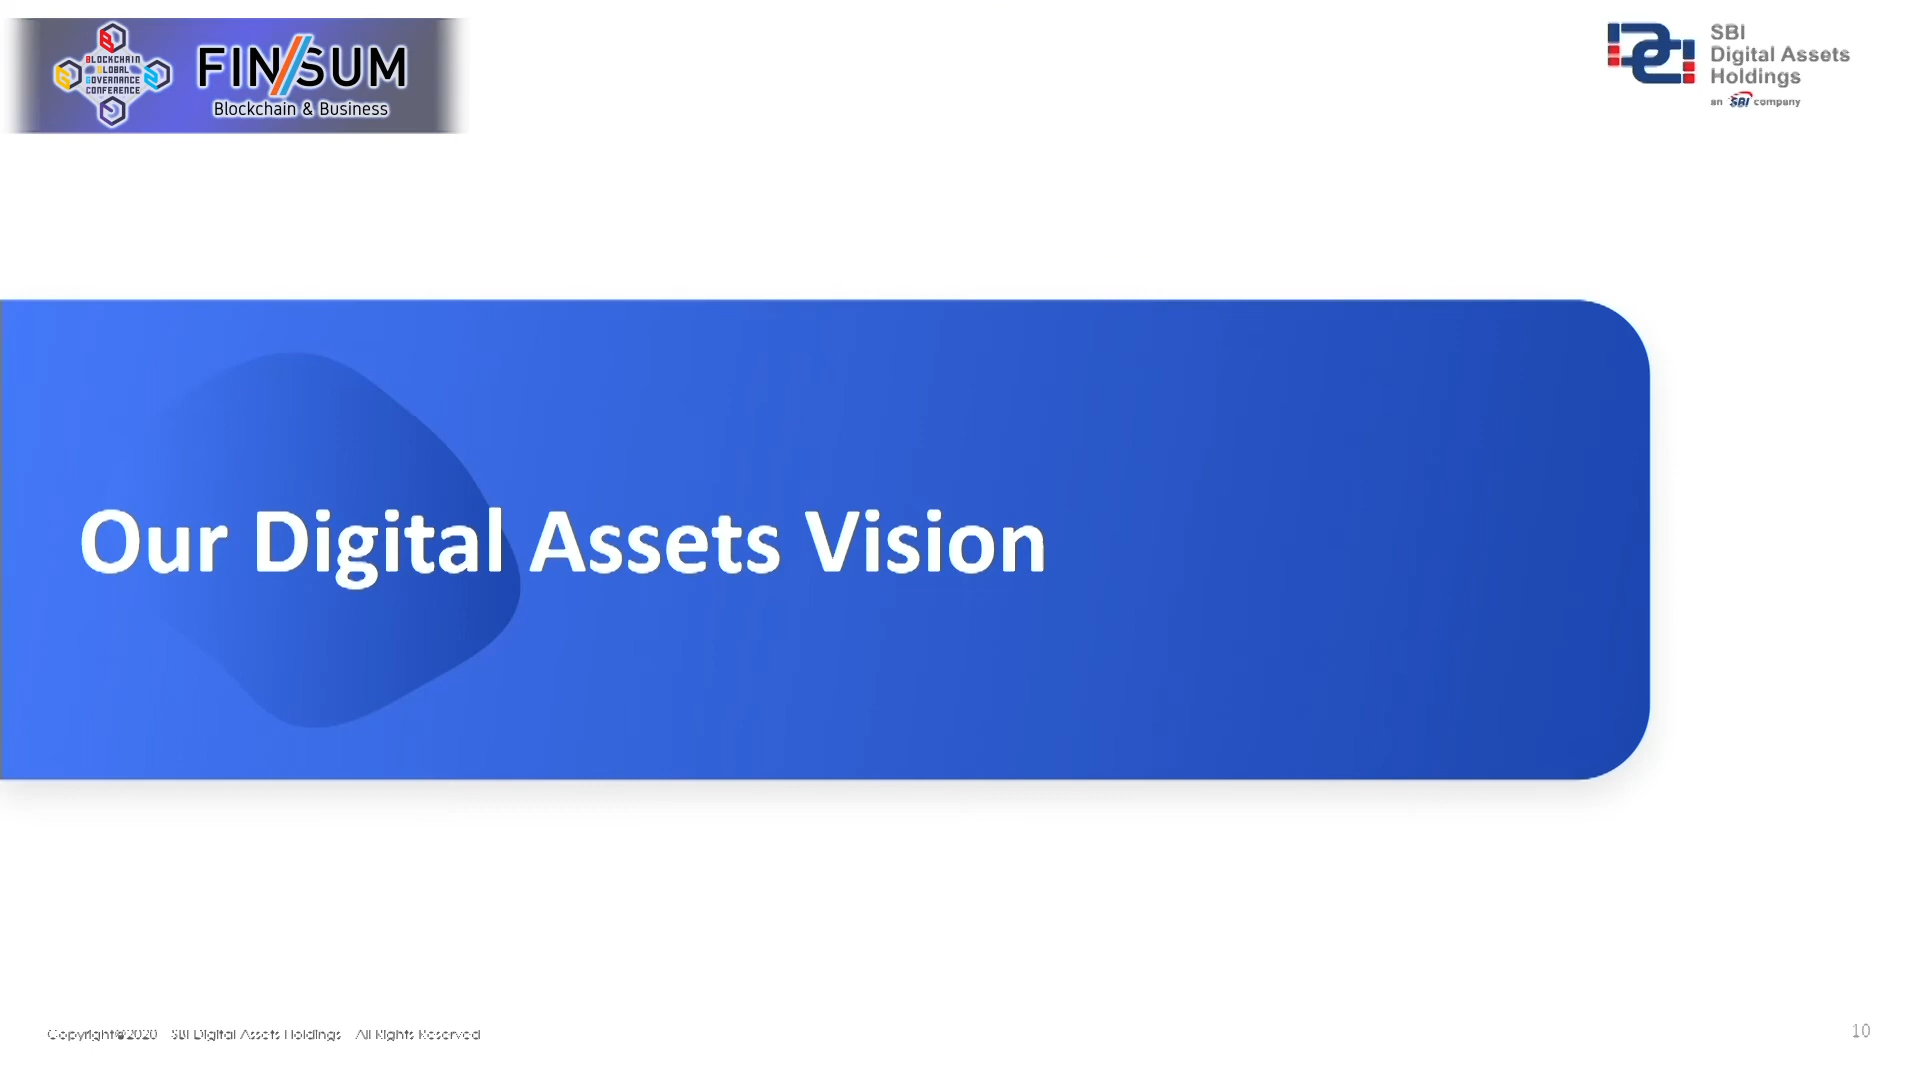 BLOCKCHAIN
GLOBAL
GOVERNANCE
CONFERENCE
FIN/SUM
Blockchain & Business
SBI
Digital Assets
Holdings
an SBI company
Our Digital Assets Vision
Copyright©2020 SBI Digital Assets Holdings All Rights Reserved
10